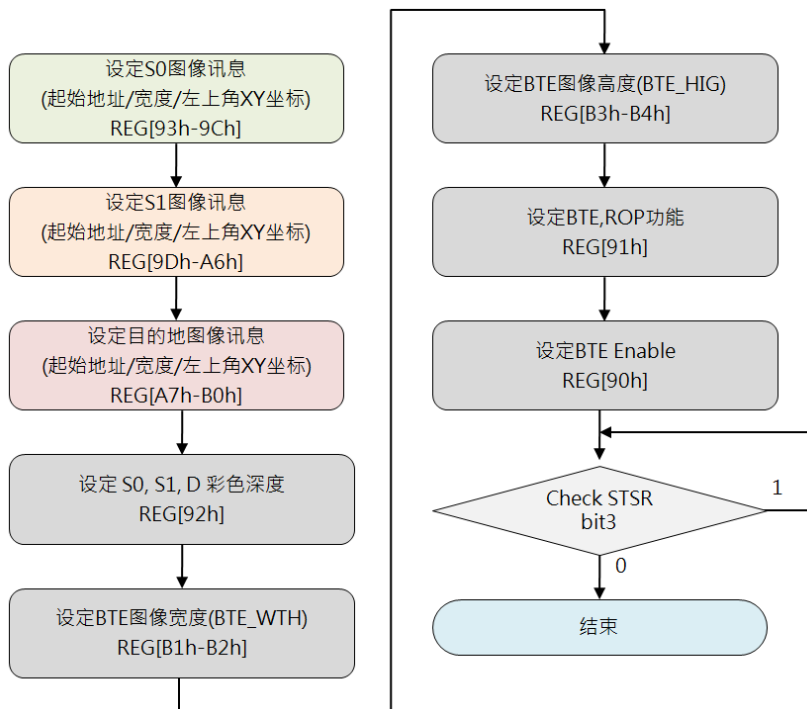 设定S0图像讯息
(起始地址/宽度/左上角XY坐标)
REG[93h-9Ch]
设定S1图像讯息
(起始地址/宽度/左上角XY坐标)
REG[9Dh-A6h]
设定目的地图像讯息
(起始地址/宽度/左上角XY坐标)
REG[A7h-B0h]
设定 S0, S1, D 彩色深度
REG[92h]
设定BTE图像宽度(BTE_WTH)
REG[B1h-B2h]
设定BTE图像高度(BTE_HIG)
REG[B3h-B4h]
设定BTE,ROP功能
REG[91h]
设定BTE Enable
REG[90h]
Check STSR
bit3
1
0
结束